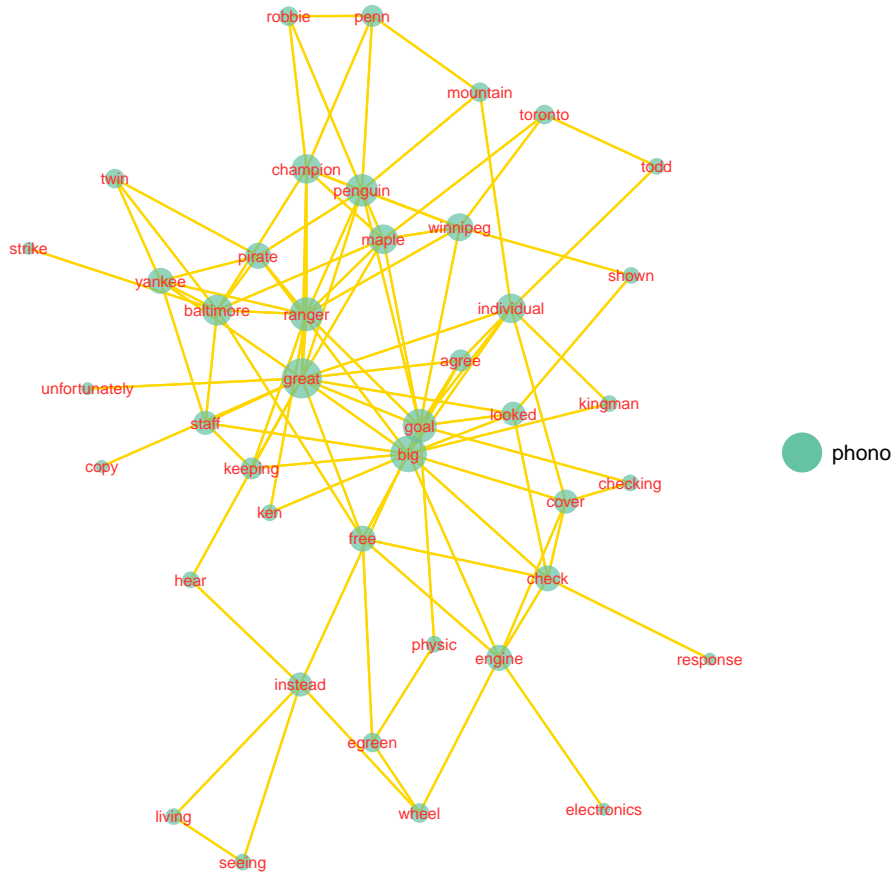 robbie
penn
mountain
toronto
champion
todd
twin
penguin
winnipeg
maple
strike
pirate
yankee
shown
baltimore
ranger
individual
agree
great
unfortunately
kingman
looked
staff
goal
big
phono
copy
keeping
checking
cover
ken
free
hear
check
physic
engine
response
instead
egreen
living
wheel
electronics
seeing